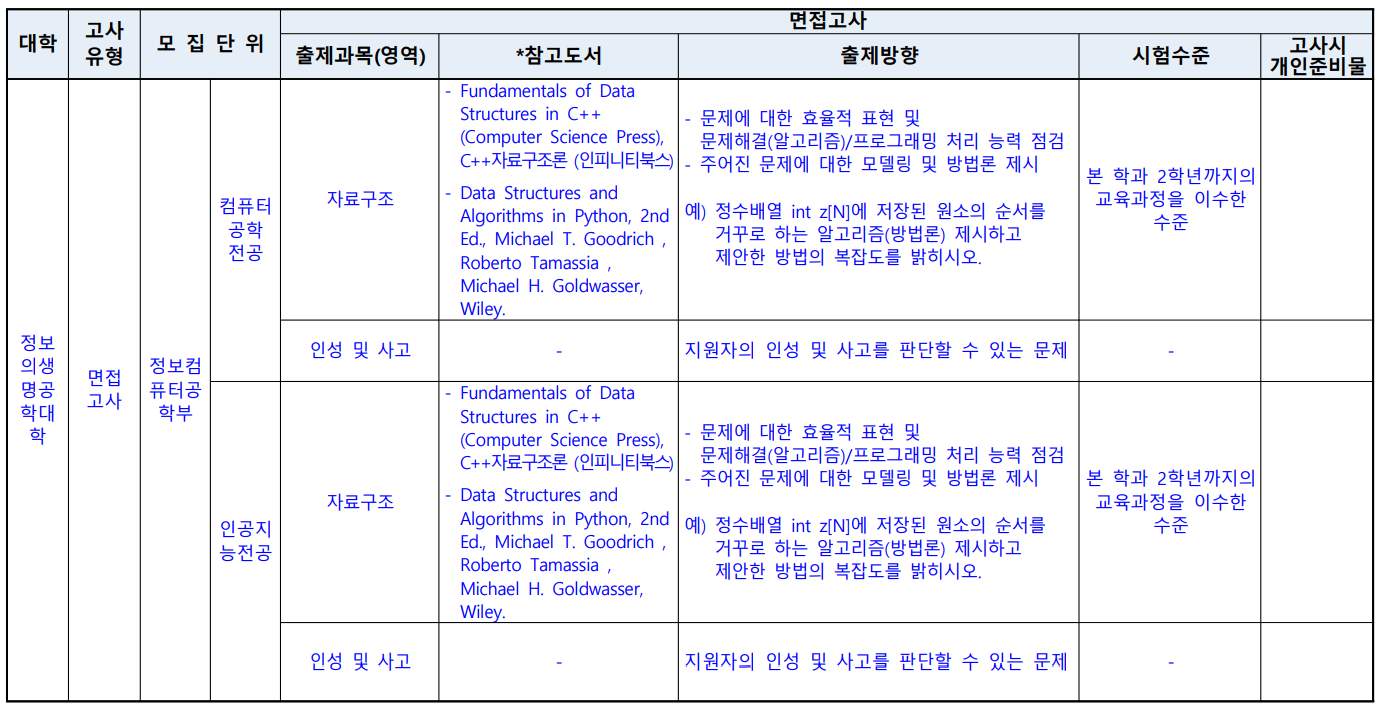 대학
고사
유형
모 집 단 위
면접고사
출제과목(영역)
*참고도서
출제방향
시험수준
고사시
개인준비물
정보
의생
명공
학대
학
면접
고사
정보컴
퓨터공
학부
컴퓨터
공학
전공
자료구조
- Fundamentals of Data
Structures in C++
(Computer Science Press),
C++자료구조론 (인피니티북스)
- Data Structures and
Algorithms in Python, 2nd
Ed., Michael T. Goodrich ,
Roberto Tamassia ,
Michael H. Goldwasser,
Wiley.
- 문제에 대한 효율적 표현 및
문제해결(알고리즘)/프로그래밍 처리 능력 점검
- 주어진 문제에 대한 모델링 및 방법론 제시
예) 정수배열 int z[N]에 저장된 원소의 순서를
거꾸로 하는 알고리즘(방법론) 제시하고
제안한 방법의 복잡도를 밝히시오.
본 학과 2학년까지의
교육과정을 이수한
수준
인성 및 사고
-
지원자의 인성 및 사고를 판단할 수 있는 문제
-
인공지
능전공
자료구조
- Fundamentals of Data
Structures in C++
(Computer Science Press),
C++자료구조론 (인피니티북스)
- Data Structures and
Algorithms in Python, 2nd
Ed., Michael T. Goodrich ,
Roberto Tamassia ,
Michael H. Goldwasser,
Wiley.
- 문제에 대한 효율적 표현 및
문제해결(알고리즘)/프로그래밍 처리 능력 점검
- 주어진 문제에 대한 모델링 및 방법론 제시
예) 정수배열 int z[N]에 저장된 원소의 순서를
거꾸로 하는 알고리즘(방법론) 제시하고
제안한 방법의 복잡도를 밝히시오.
본 학과 2학년까지의
교육과정을 이수한
수준
인성 및 사고
-
지원자의 인성 및 사고를 판단할 수 있는 문제
-